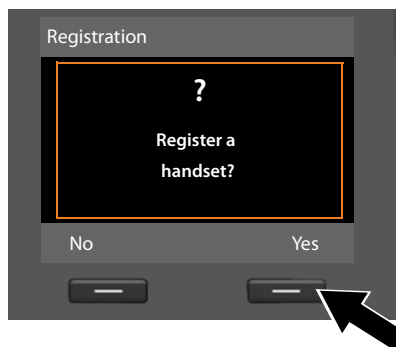 Registration
?
Register a
handset?
No Yes